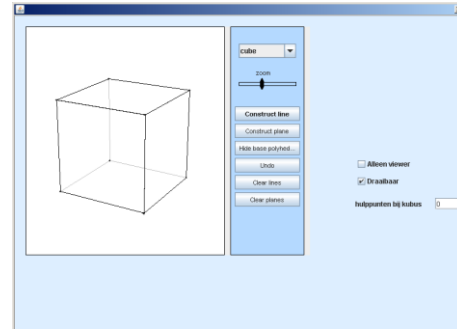 cube
zoom
Construct line
Construct plane
Hide base polyhed...
Undo
Clear lines
Clear planes
Alleen viewer
Draaibaar
hulppunten bij kubus 0